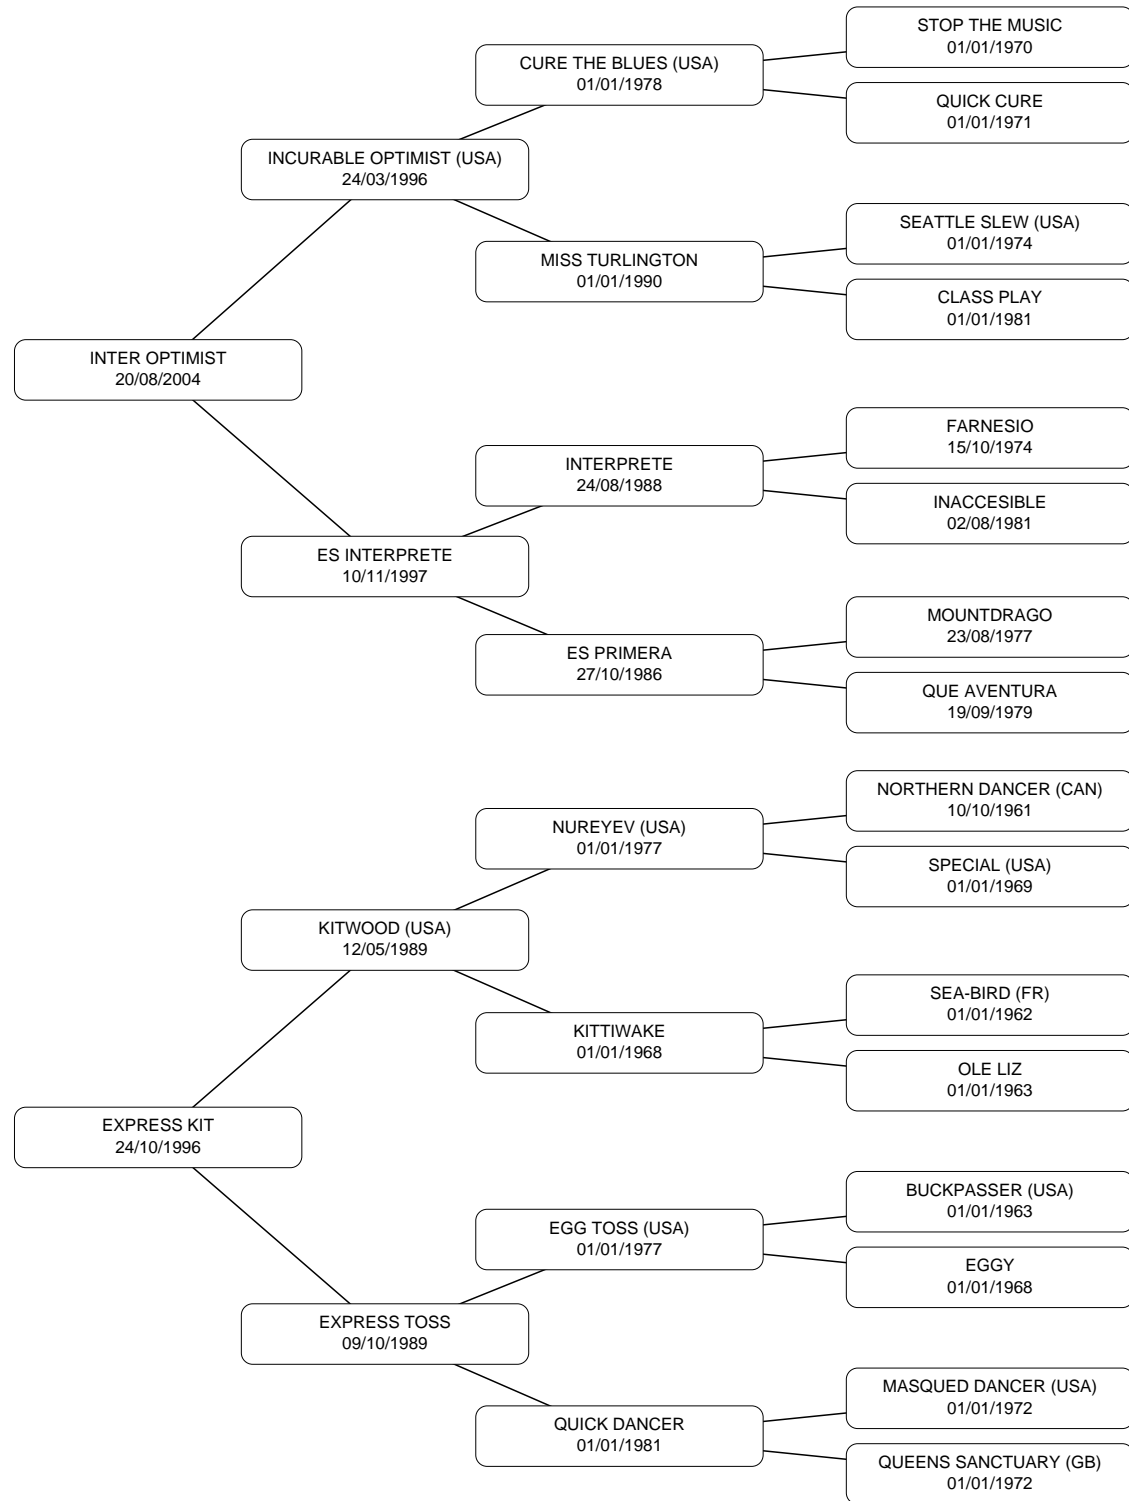 STOP THE MUSIC
01/01/1970
CURE THE BLUES (USA)
01/01/1978
QUICK CURE
01/01/1971
INCURABLE OPTIMIST (USA)
24/03/1996
SEATTLE SLEW (USA)
01/01/1974
MISS TURLINGTON
01/01/1990
CLASS PLAY
01/01/1981
INTER OPTIMIST
20/08/2004
FARNESIO
15/10/1974
INTERPRETE
24/08/1988
INACCESIBLE
02/08/1981
ES INTERPRETE
10/11/1997
MOUNTDRAGO
23/08/1977
ES PRIMERA
27/10/1986
QUE AVENTURA
19/09/1979
NORTHERN DANCER (CAN)
10/10/1961
NUREYEV (USA)
01/01/1977
SPECIAL (USA)
01/01/1969
KITWOOD (USA)
12/05/1989
SEA-BIRD (FR)
01/01/1962
KITTIWAKE
01/01/1968
OLE LIZ
01/01/1963
EXPRESS KIT
24/10/1996
BUCKPASSER (USA)
01/01/1963
EGG TOSS (USA)
01/01/1977
EGGY
01/01/1968
EXPRESS TOSS
09/10/1989
MASQUED DANCER (USA)
01/01/1972
QUICK DANCER
01/01/1981
QUEENS SANCTUARY (GB)
01/01/1972